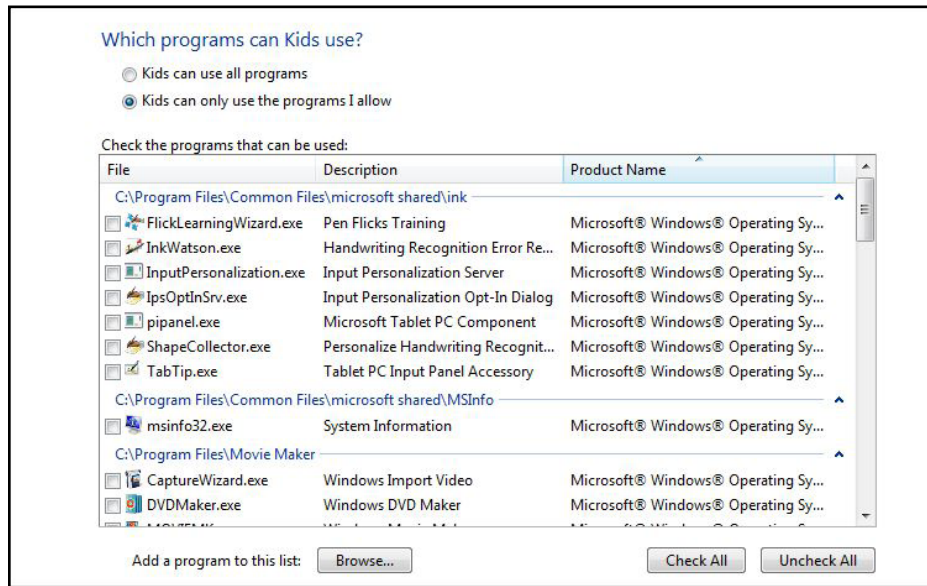 Which programs can Kids use?
Kids can use all programs
Kids can only use the programs I allow
Check the programs that can be used:
File Description Product Name
C:\Program Files\Common Files\microsoft shared\ink
FlickLearningWizard.exe Pen Flicks Training Microsoft® Windows® Operating Sy...
InkWatson.exe Handwriting Recognition Error Re... Microsoft® Windows® Operating Sy...
InputPersonalization.exe Input Personalization Server Microsoft® Windows® Operating Sy...
IpsOptInSrv.exe Input Personalization Opt-In Dialog Microsoft® Windows® Operating Sy...
pipanel.exe Microsoft Tablet PC Component Microsoft® Windows® Operating Sy...
ShapeCollector.exe Personalize Handwriting Recognit... Microsoft® Windows® Operating Sy...
TabTip.exe Tablet PC Input Panel Accessory Microsoft® Windows® Operating Sy...
C:\Program Files\Common Files\microsoft shared\MSInfo
msinfo32.exe System Information Microsoft® Windows® Operating Sy...
C:\Program Files\Movie Maker
CaptureWizard.exe Windows Import Video Microsoft® Windows® Operating Sy...
DVDMaker.exe Windows DVD Maker Microsoft® Windows® Operating Sy...
Add a program to this list: Browse... Check All Uncheck All